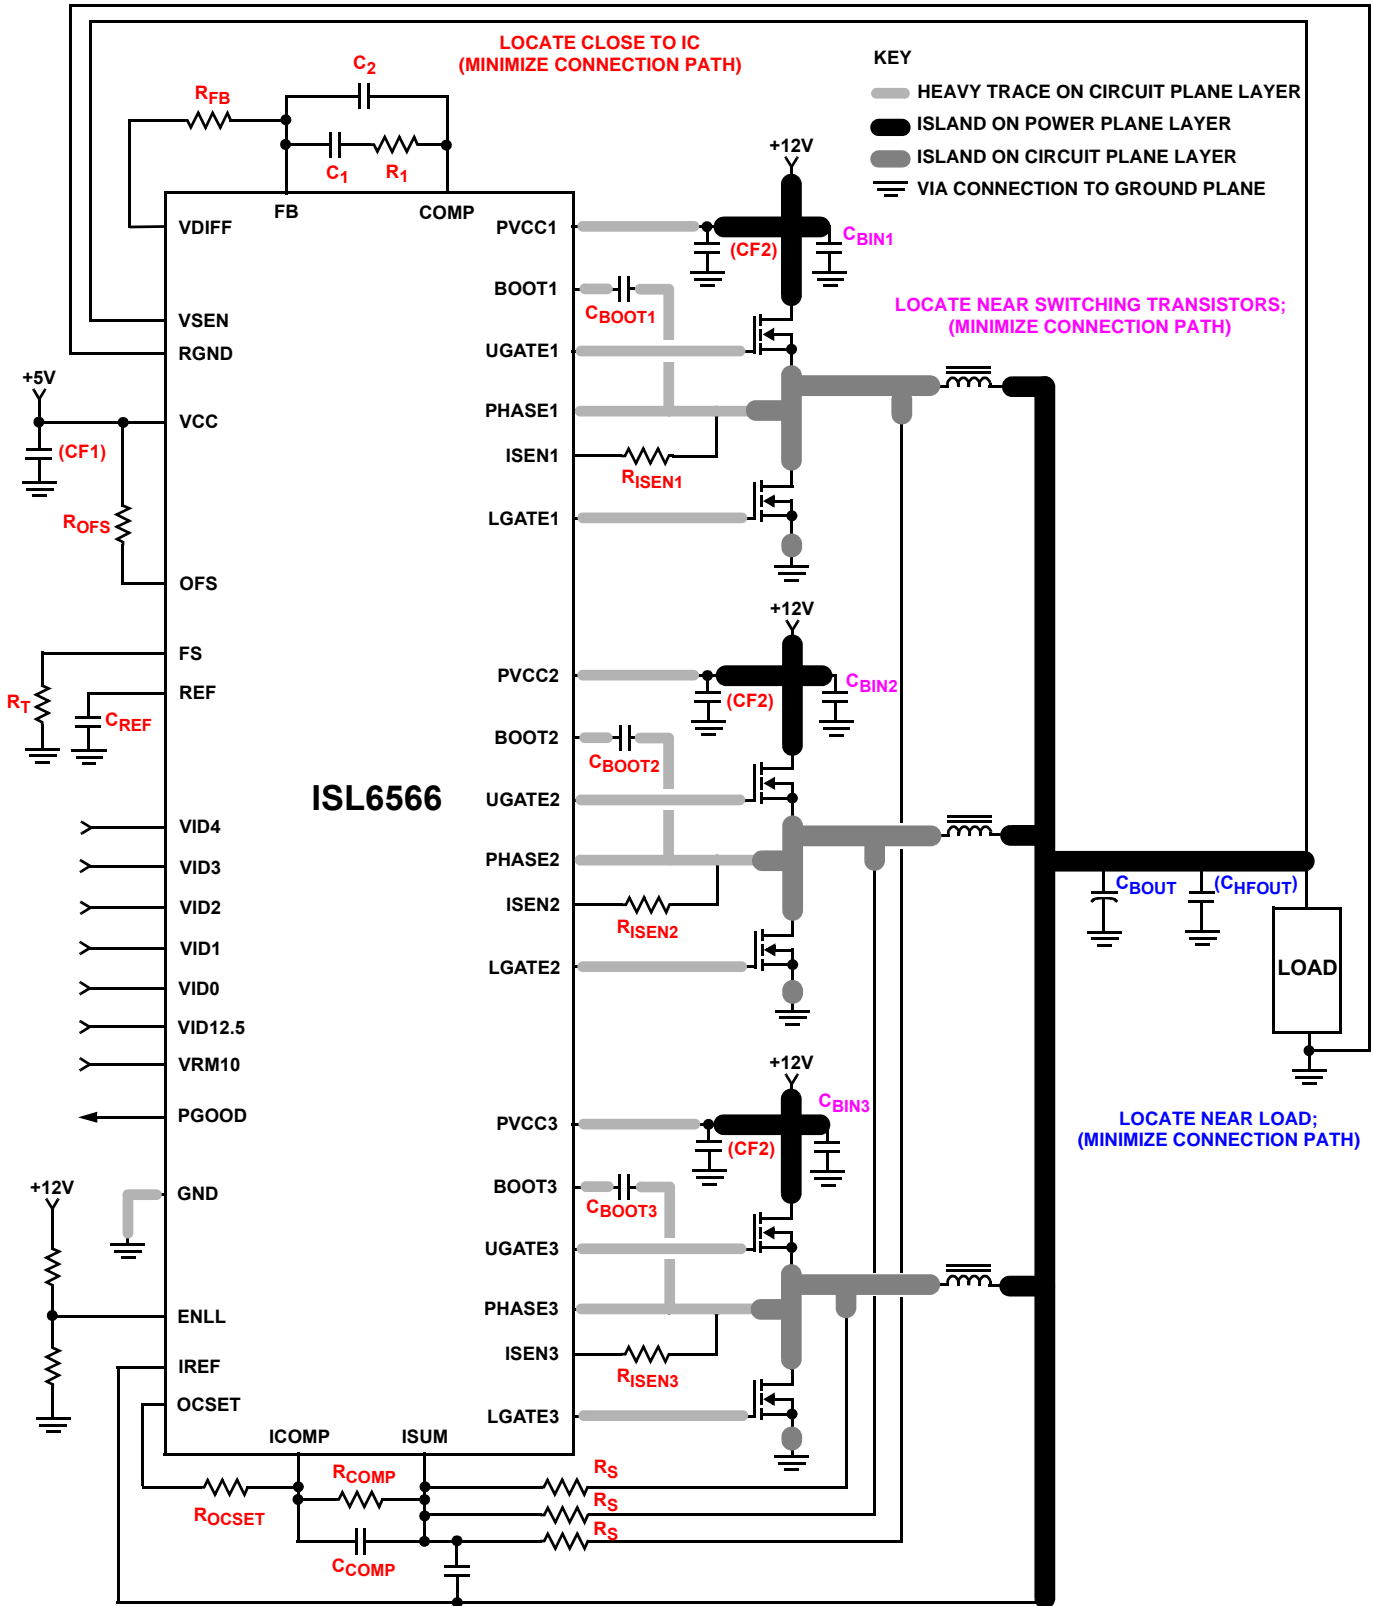 LOCATE CLOSE TO IC
(MINIMIZE CONNECTION PATH)
KEY
HEAVY TRACE ON CIRCUIT PLANE LAYER
ISLAND ON POWER PLANE LAYER
ISLAND ON CIRCUIT PLANE LAYER
VIA CONNECTION TO GROUND PLANE
C2
RFB
C1
R1
+12V
FB
COMP
VDIFF
PVCC1
(CF2)
CBIN1
BOOT1
CBOOT1
LOCATE NEAR SWITCHING TRANSISTORS;
(MINIMIZE CONNECTION PATH)
VSEN
RGND
UGATE1
+5V
VCC
PHASE1
(CF1)
ISEN1
RISEN1
ROFS
LGATE1
OFS
+12V
FS
REF
RT
CREF
PVCC2
(CF2)
CBIN2
BOOT2
CBOOT2
ISL6566
UGATE2
VID4
VID3
PHASE2
VID2
ISEN2
RISEN2
CBOUT
(CHFOUT)
VID1
LGATE2
LOAD
VID0
VID12.5
VRM10
+12V
CBIN3
PGOOD
PVCC3
(CF2)
LOCATE NEAR LOAD;
(MINIMIZE CONNECTION PATH)
+12V
GND
BOOT3
CBOOT3
UGATE3
ENLL
PHASE3
IREF
ISEN3
RISEN3
OCSET
LGATE3
ICOMP
ISUM
RCOMP
RS
ROCSET
RS
RS
CCOMP